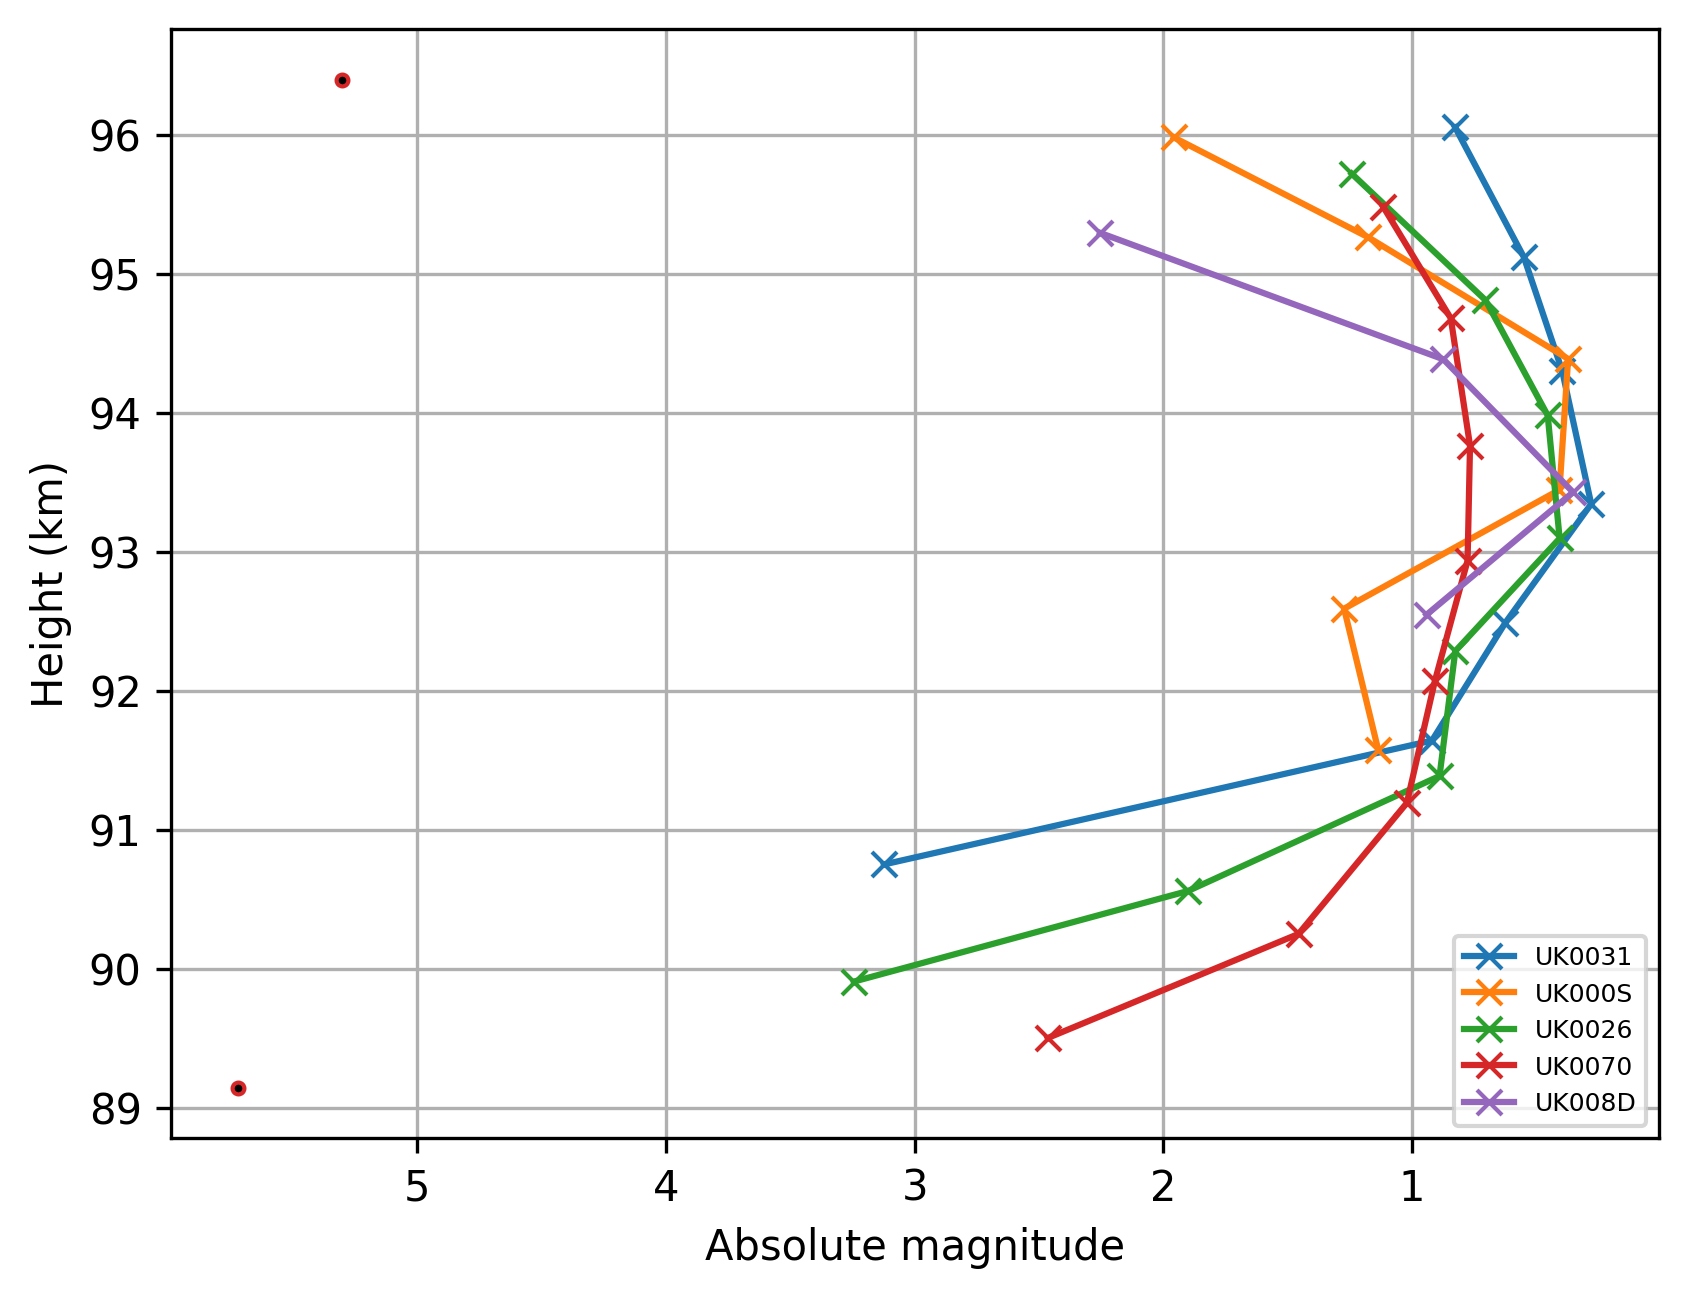 Height (km)
96
95
94
93
92
91
90
89
5 4 3 2 1
Absolute magnitude
UK0031
UK000S
UK0026
UK0070
UK008D